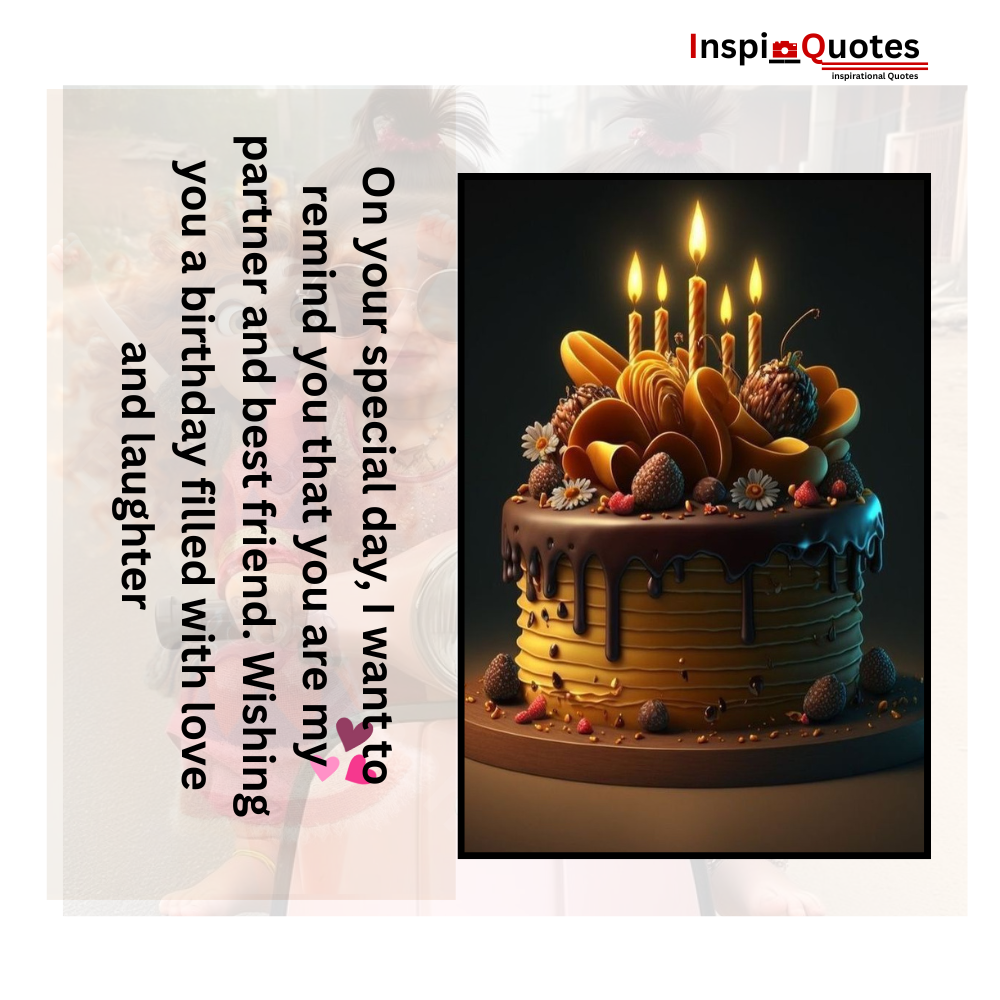 InspiQuotes
inspirational Quotes
On your special day, I want to
remind you that you are my
partner and best friend. Wishing
you a birthday filled with love
and laughter